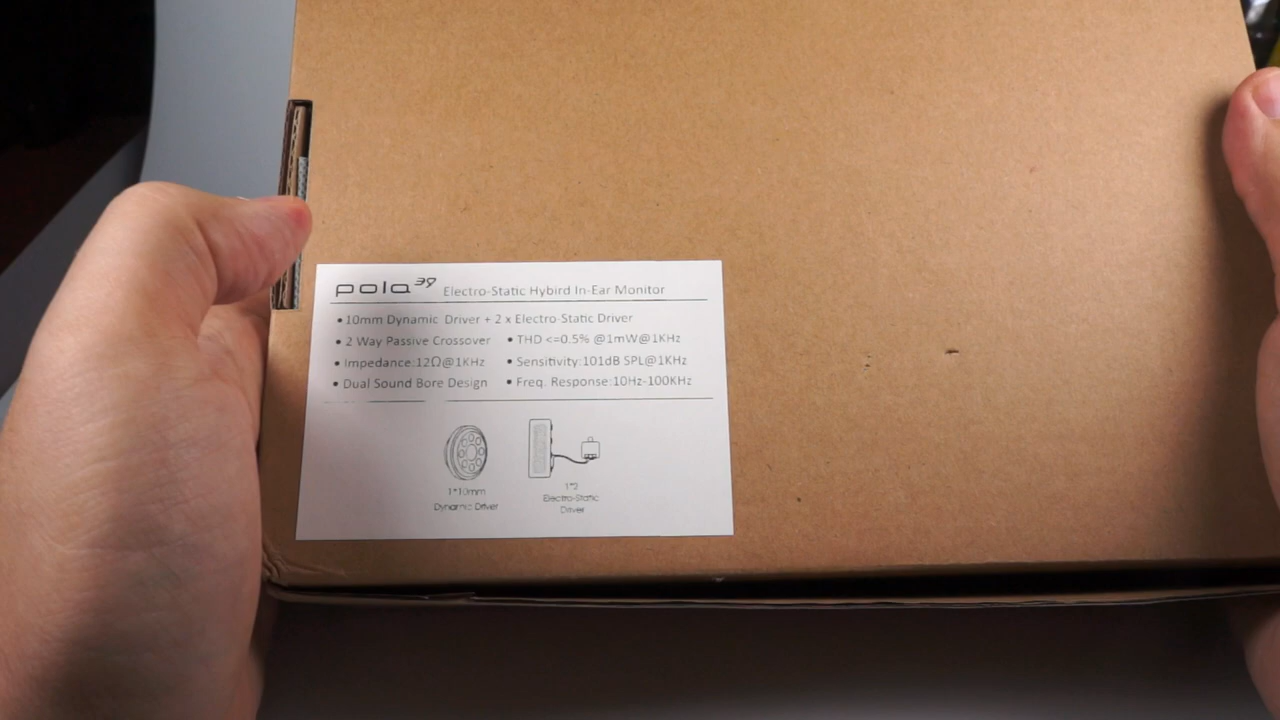 pola39 Electro-Static Hybird In-Ear Monitor
• 10mm Dynamic Driver + 2 x Electro-Static Driver
• 2 Way Passive Crossover • THD <=0.5% @1mW@1KHz
• Impedance:12Ω@1KHz • Sensitivity:101dB SPL@1KHz
• Dual Sound Bore Design • Freq. Response:10Hz-100KHz
1*10mm
Dynamic Driver
1*2
Electro-Static
Driver